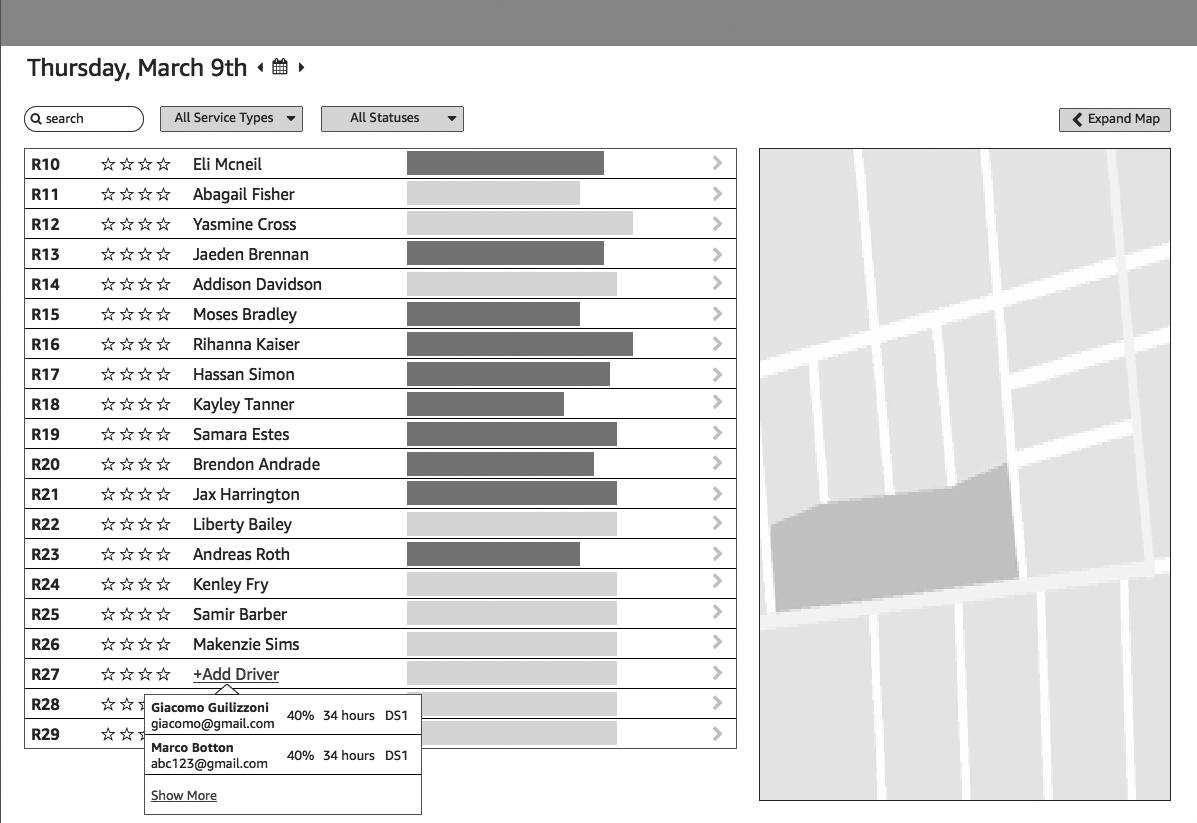 Thursday, March 9th
search
All Service Types
All Statuses
Expand Map
R10 Eli Mcneil
R11 Abagail Fisher
R12 Yasmine Cross
R13 Jaeden Brennan
R14 Addison Davidson
R15 Moses Bradley
R16 Rihanna Kaiser
R17 Hassan Simon
R18 Kayley Tanner
R19 Samara Estes
R20 Brendon Andrade
R21 Jax Harrington
R22 Liberty Bailey
R23 Andreas Roth
R24 Kenley Fry
R25 Samir Barber
R26 Makenzie Sims
R27 +Add Driver
R28
R29
Giacomo Guilizzoni
giacomo@gmail.com 40% 34 hours DS1
Marco Botton
abc123@gmail.com 40% 34 hours DS1
Show More